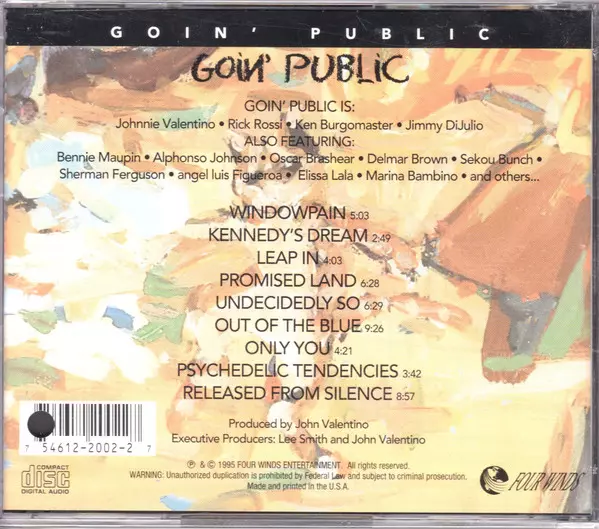 GOIN' PUBLIC
GOIN' PUBLIC
GOIN' PUBLIC IS:
Johnnie Valentino • Rick Rossi • Ken Burgomaster • Jimmy DiJulio
ALSO FEATURING:
Bennie Maupin • Alphonso Johnson • Oscar Brashear • Delmar Brown • Sekou Bunch •
Sherman Ferguson • angel luis Figueroa • Elissa Lala • Marina Bambino • and others...
WINDOWPAIN 5:03
KENNEDY'S DREAM 2:49
LEAP IN 4:03
PROMISED LAND 6:28
UNDECIDEDLY SO 6:29
OUT OF THE BLUE 9:26
ONLY YOU 4:21
PSYCHEDELIC TENDENCIES 3:42
RELEASED FROM SILENCE 8:57
Produced by John Valentino
Executive Producers: Lee Smith and John Valentino
7 54612-2002-2 7
COMPACT
disc
DIGITAL AUDIO
℗ & © 1995 FOUR WINDS ENTERTAINMENT. All rights reserved.
WARNING: Unauthorized duplication is prohibited by Federal Law and subject to criminal prosecution.
Made and printed in the U.S.A.
FOUR WINDS